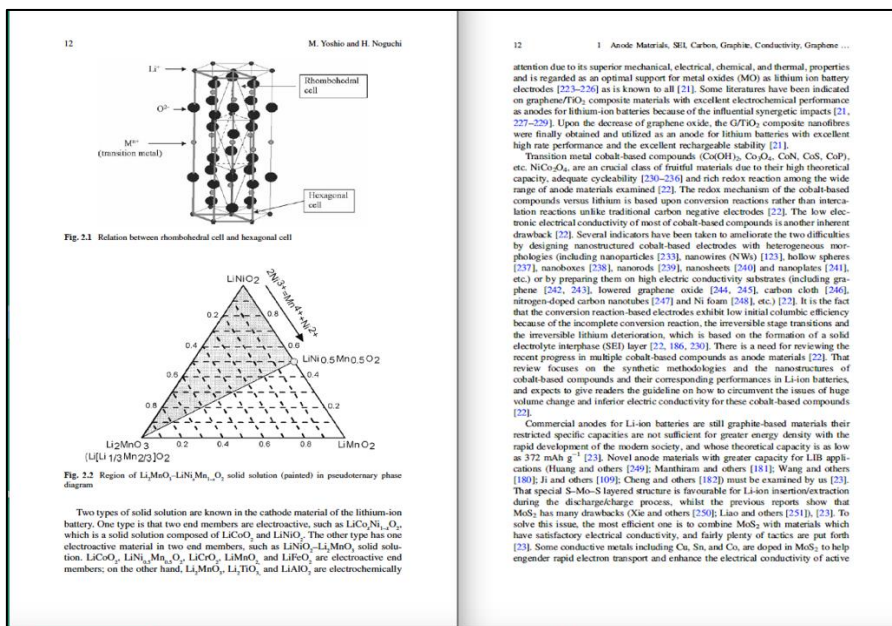 12 M. Yoshio and H. Noguchi
Li⁺
Rhombohedral
cell
O²⁻
Mⁿ⁺
(transition metal)
Hexagonal
cell
Fig. 2.1 Relation between rhombohedral cell and hexagonal cell
LiNiO2
2Ni3+=Mn4++Ni2+
0.2 0.8
0.4 0.6
LiNi0.5Mn0.5O2
0.6 0.4
0.8 0.2
Li2MnO3 0.2 0.4 0.6 0.8 LiMnO2
(Li[Li 1/3Mn2/3]O2
Fig. 2.2 Region of Li₂MnO₃–LiNiₓMn₁₋ₓO₂ solid solution (painted) in pseudoternary phase
diagram
Two types of solid solution are known in the cathode material of the lithium-ion
battery. One type is that two end members are electroactive, such as LiCoₓNi₁₋ₓO₂,
which is a solid solution composed of LiCoO₂ and LiNiO₂. The other type has one
electroactive material in two end members, such as LiNiO₂–Li₂MnO₃ solid solu-
tion. LiCoO₂, LiNi₀.₅Mn₀.₅O₂, LiCrO₂, LiMnO₂, and LiFeO₂ are electroactive end
members; on the other hand, Li₂MnO₃, Li₂TiO₃, and LiAlO₂ are electrochemically
12 1 Anode Materials, SEI, Carbon, Graphite, Conductivity, Graphene …
attention due to its superior mechanical, electrical, chemical, and thermal, properties
and is regarded as an optimal support for metal oxides (MO) as lithium ion battery
electrodes [223–226] as is known to all [21]. Some literatures have been indicated
on graphene/TiO₂ composite materials with excellent electrochemical performance
as anodes for lithium-ion batteries because of the influential synergetic impacts [21,
227–229]. Upon the decrease of graphene oxide, the G/TiO₂ composite nanofibres
were finally obtained and utilized as an anode for lithium batteries with excellent
high rate performance and the excellent rechargeable stability [21].
Transition metal cobalt-based compounds (Co(OH)₂, Co₃O₄, CoN, CoS, CoP),
etc. NiCo₂O₄, are an crucial class of fruitful materials due to their high theoretical
capacity, adequate cycleability [230–236] and rich redox reaction among the wide
range of anode materials examined [22]. The redox mechanism of the cobalt-based
compounds versus lithium is based upon conversion reactions rather than interca-
lation reactions unlike traditional carbon negative electrodes [22]. The low elec-
tronic electrical conductivity of most of cobalt-based compounds is another inherent
drawback [22]. Several indicators have been taken to ameliorate the two difficulties
by designing nanostructured cobalt-based electrodes with heterogeneous mor-
phologies (including nanoparticles [233], nanowires (NWs) [123], hollow spheres
[237], nanoboxes [238], nanorods [239], nanosheets [240] and nanoplates [241],
etc.) or by preparing them on high electric conductivity substrates (including gra-
phene [242, 243], lowered graphene oxide [244, 245], carbon cloth [246],
nitrogen-doped carbon nanotubes [247] and Ni foam [248], etc.) [22]. It is the fact
that the conversion reaction-based electrodes exhibit low initial columbic efficiency
because of the incomplete conversion reaction, the irreversible stage transitions and
the irreversible lithium deterioration, which is based on the formation of a solid
electrolyte interphase (SEI) layer [22, 186, 230]. There is a need for reviewing the
recent progress in multiple cobalt-based compounds as anode materials [22]. That
review focuses on the synthetic methodologies and the nanostructures of
cobalt-based compounds and their corresponding performances in Li-ion batteries,
and expects to give readers the guideline on how to circumvent the issues of huge
volume change and inferior electric conductivity for these cobalt-based compounds
[22].
Commercial anodes for Li-ion batteries are still graphite-based materials their
restricted specific capacities are not sufficient for greater energy density with the
rapid development of the modern society, and whose theoretical capacity is as low
as 372 mAh g⁻¹ [23]. Novel anode materials with greater capacity for LIB appli-
cations (Huang and others [249]; Manthiram and others [181]; Wang and others
[180]; Ji and others [109]; Cheng and others [182]) must be examined by us [23].
That special S–Mo–S layered structure is favourable for Li-ion insertion/extraction
during the discharge/charge process, whilst the previous reports show that
MoS₂ has many drawbacks (Xie and others [250]; Liao and others [251]), [23]. To
solve this issue, the most efficient one is to combine MoS₂ with materials which
have satisfactory electrical conductivity, and fairly plenty of tactics are put forth
[23]. Some conductive metals including Cu, Sn, and Co, are doped in MoS₂ to help
engender rapid electron transport and enhance the electrical conductivity of active